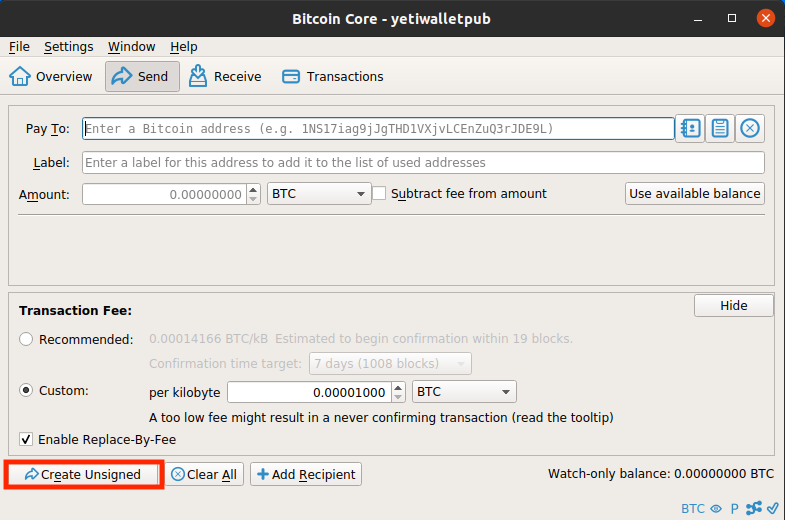 Bitcoin Core - yetiwalletpub
File Settings Window Help
Overview Send Receive Transactions
Pay To: Enter a Bitcoin address (e.g. 1NS17iag9jJgTHD1VXjvLCEnZuQ3rJDE9L)
Label: Enter a label for this address to add it to the list of used addresses
Amount: 0.00000000 BTC Subtract fee from amount Use available balance
Transaction Fee: Hide
Recommended: 0.00014166 BTC/kB Estimated to begin confirmation within 19 blocks.
Confirmation time target: 7 days (1008 blocks)
Custom: per kilobyte 0.00001000 BTC
A too low fee might result in a never confirming transaction (read the tooltip)
Enable Replace-By-Fee
Create Unsigned Clear All Add Recipient Watch-only balance: 0.00000000 BTC
BTC P